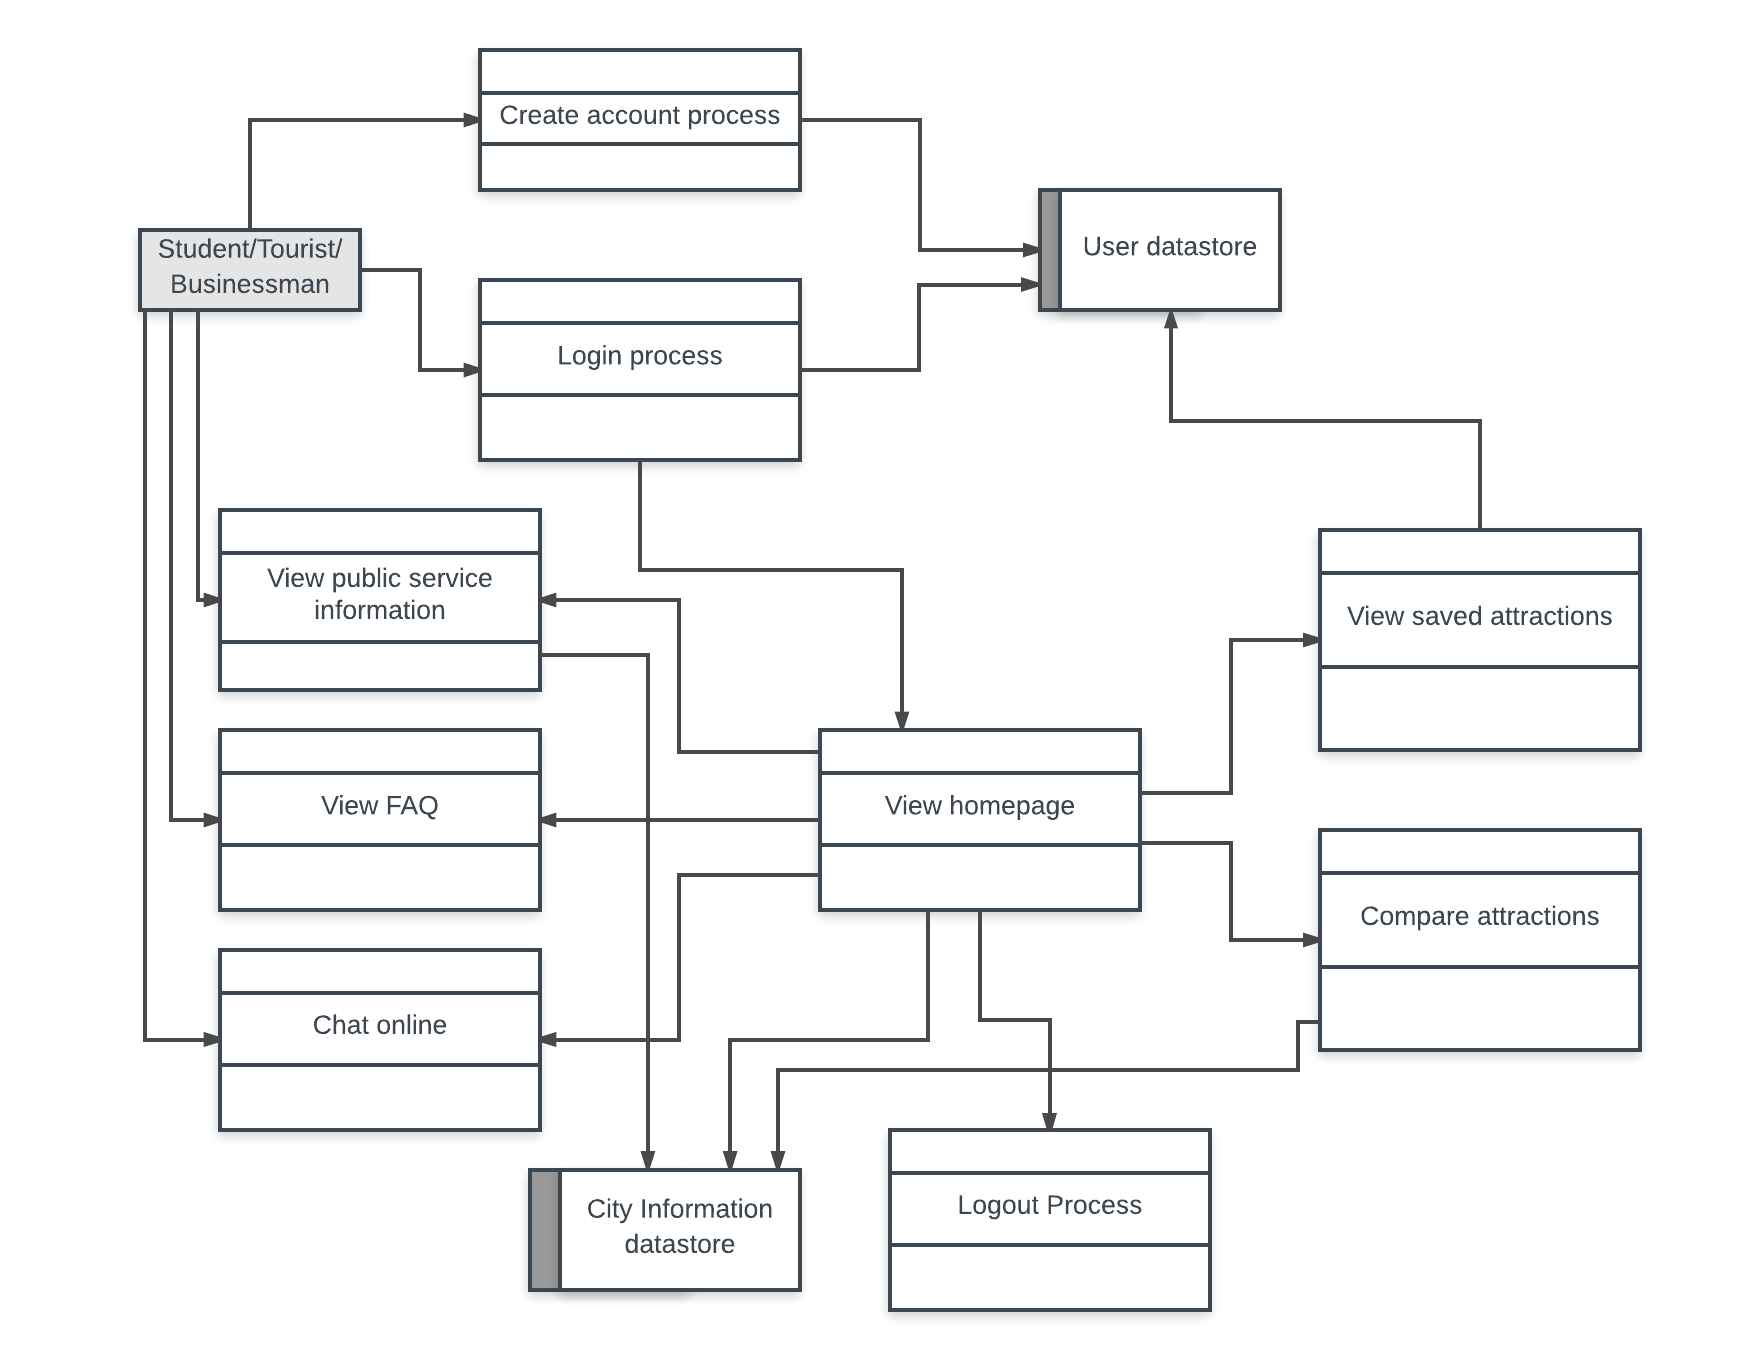 Create account process
Student/Tourist/
Businessman
User datastore
Login process
View public service
information
View saved attractions
View FAQ
View homepage
Compare attractions
Chat online
City Information
datastore
Logout Process